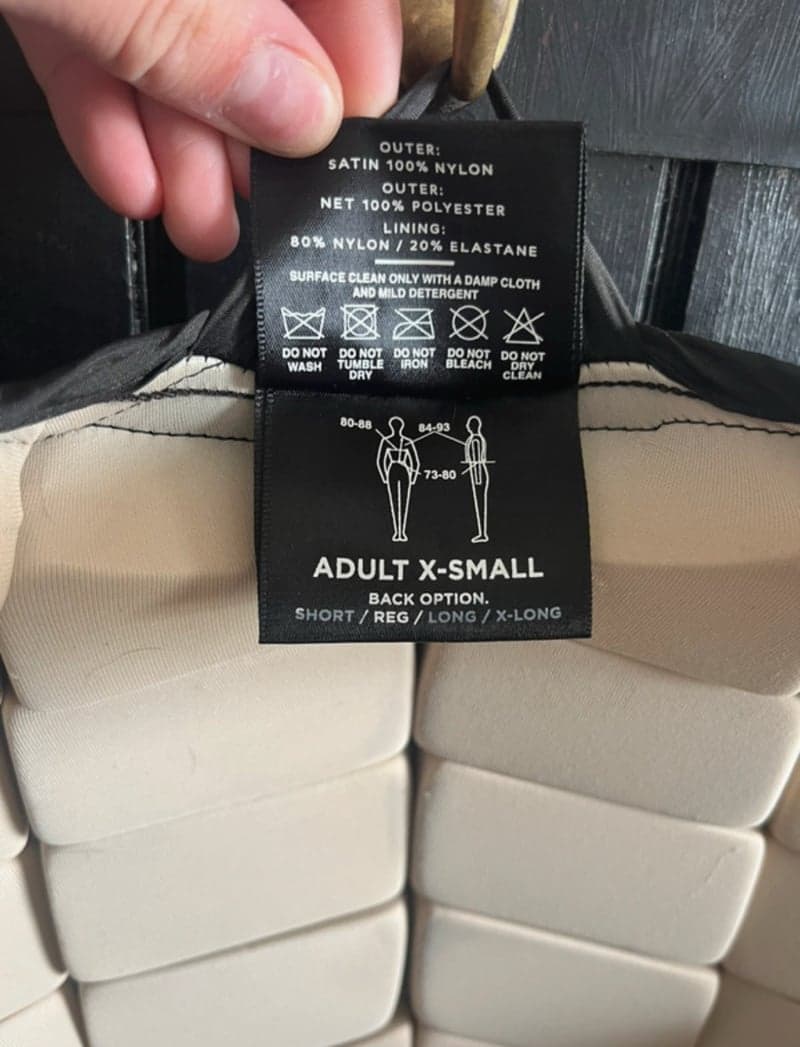 OUTER:
SATIN 100% NYLON
OUTER:
NET 100% POLYESTER
LINING:
80% NYLON / 20% ELASTANE
SURFACE CLEAN ONLY WITH A DAMP CLOTH
AND MILD DETERGENT
DO NOT WASH
DO NOT TUMBLE DRY
DO NOT IRON
DO NOT BLEACH
DO NOT DRY CLEAN
80-88
84-93
73-80
ADULT X-SMALL
BACK OPTION.
SHORT / REG / LONG / X-LONG